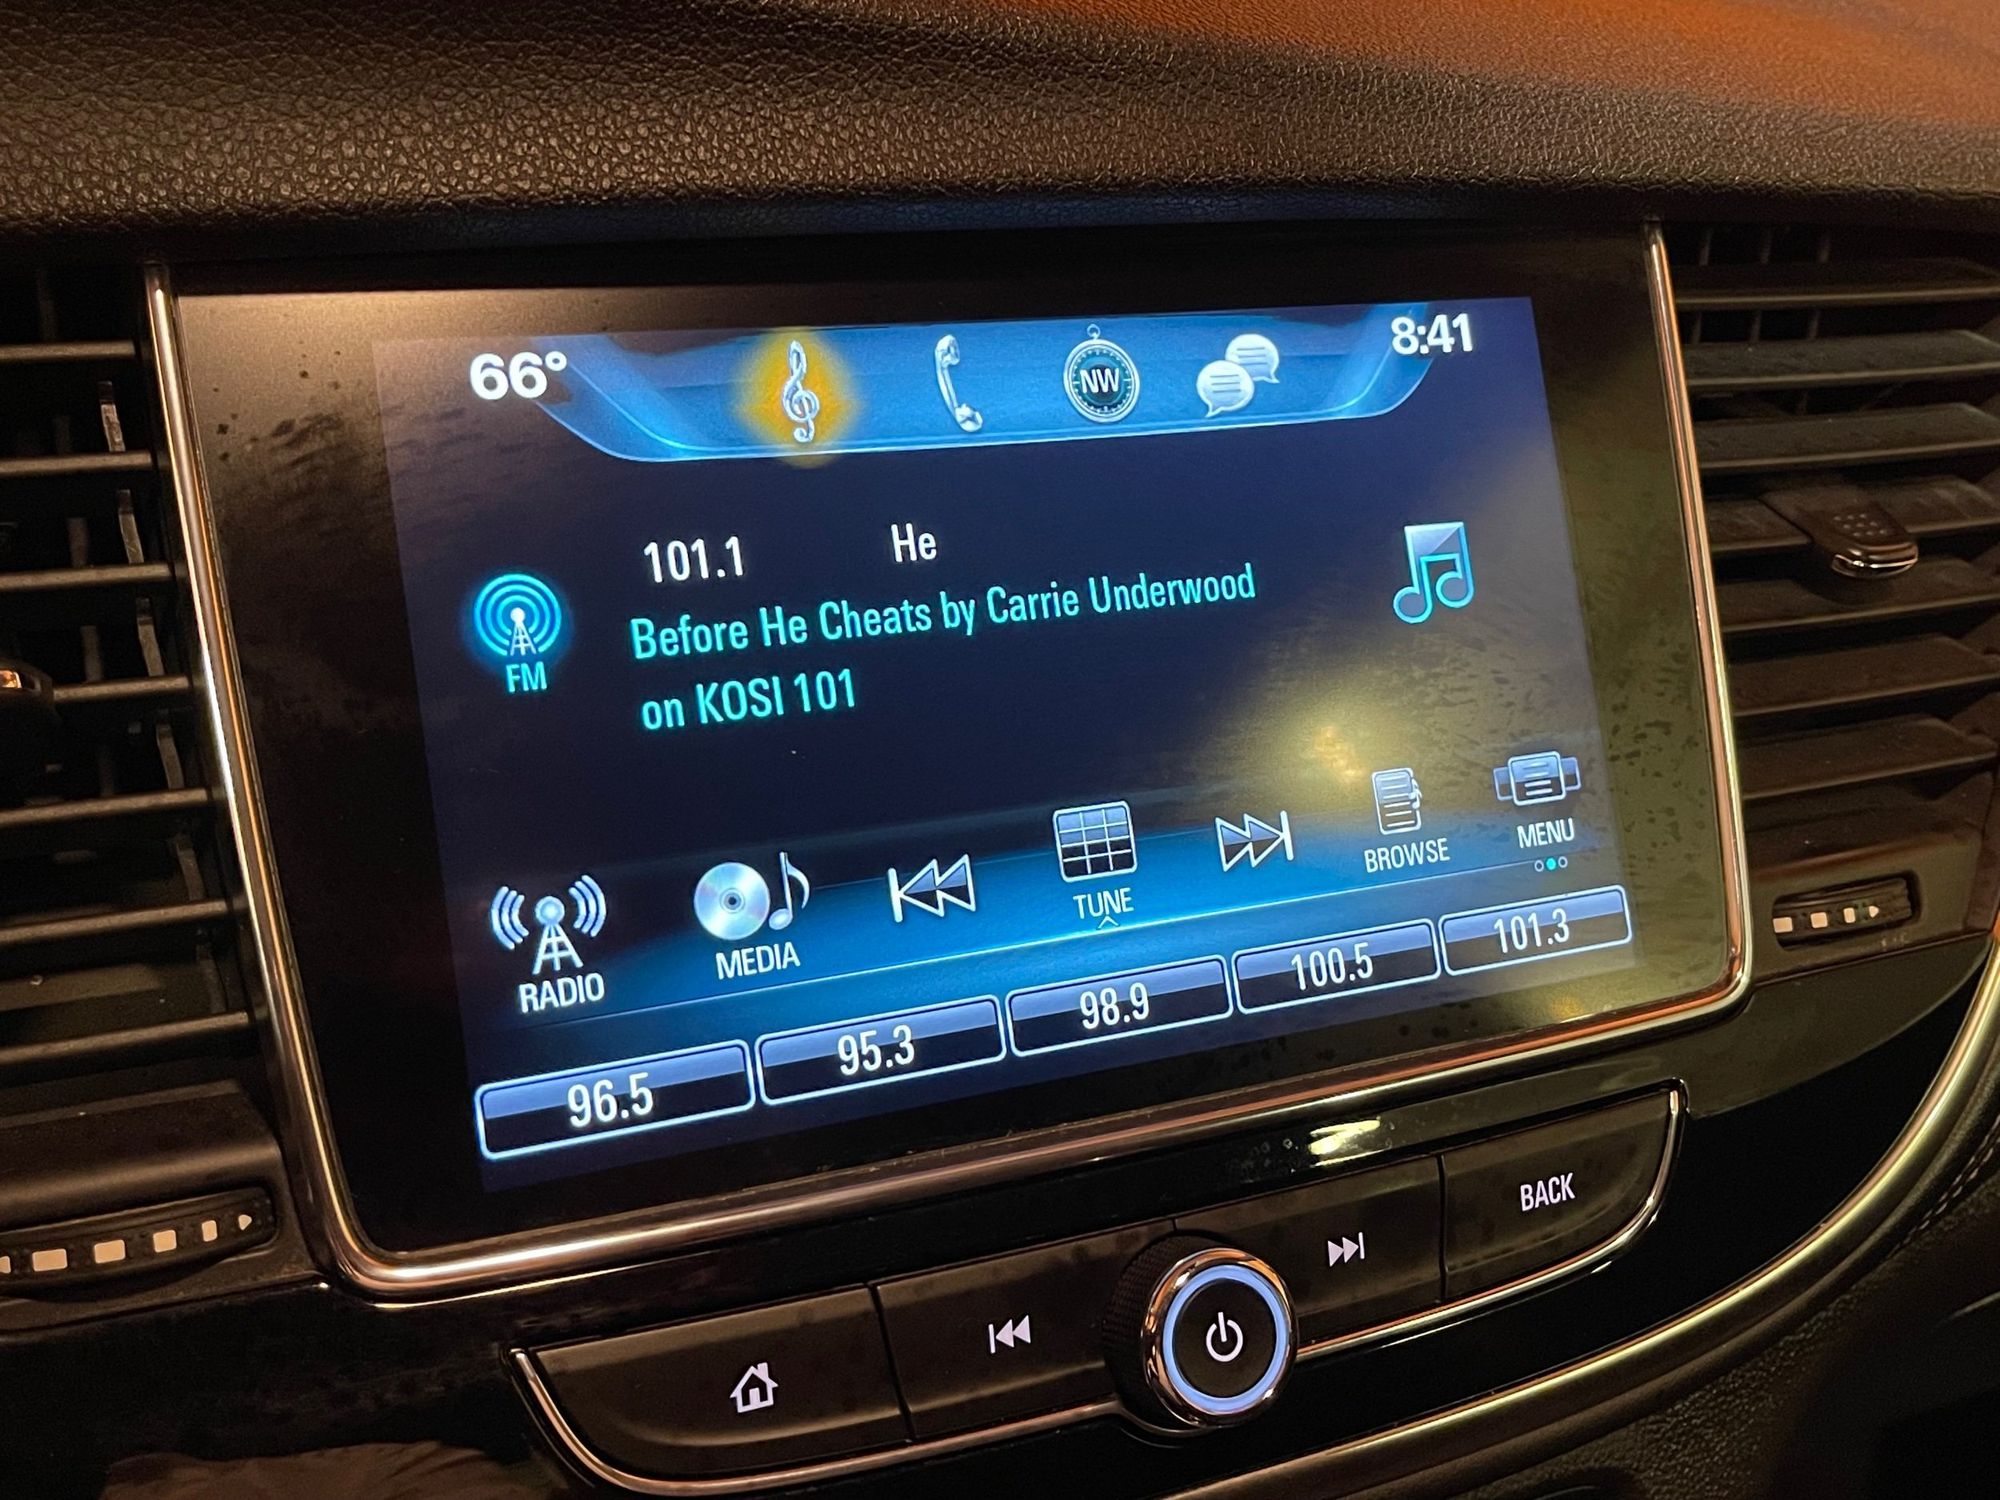 66° NW 8:41
101.1 He
Before He Cheats by Carrie Underwood
on KOSI 101
FM
RADIO MEDIA TUNE BROWSE MENU
96.5 95.3 98.9 100.5 101.3
BACK